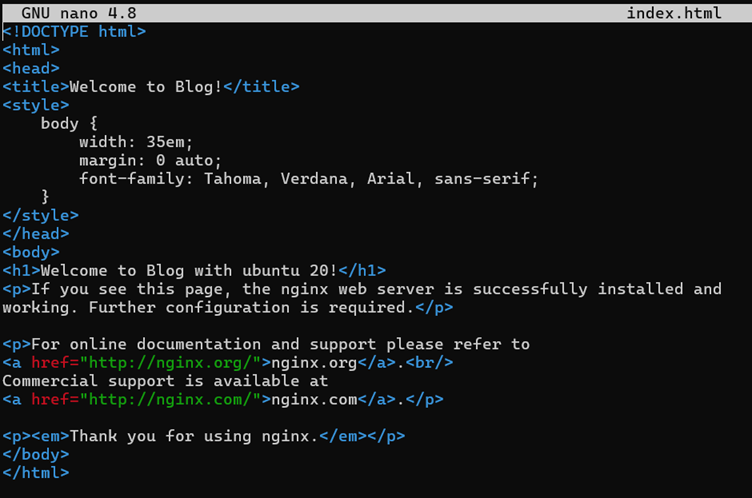 GNU nano 4.8 index.html
<!DOCTYPE html>
<html>
<head>
<title>Welcome to Blog!</title>
<style>
    body {
        width: 35em;
        margin: 0 auto;
        font-family: Tahoma, Verdana, Arial, sans-serif;
    }
</style>
</head>
<body>
<h1>Welcome to Blog with ubuntu 20!</h1>
<p>If you see this page, the nginx web server is successfully installed and
working. Further configuration is required.</p>

<p>For online documentation and support please refer to
<a href="http://nginx.org/">nginx.org</a>.<br/>
Commercial support is available at
<a href="http://nginx.com/">nginx.com</a>.</p>

<p><em>Thank you for using nginx.</em></p>
</body>
</html>